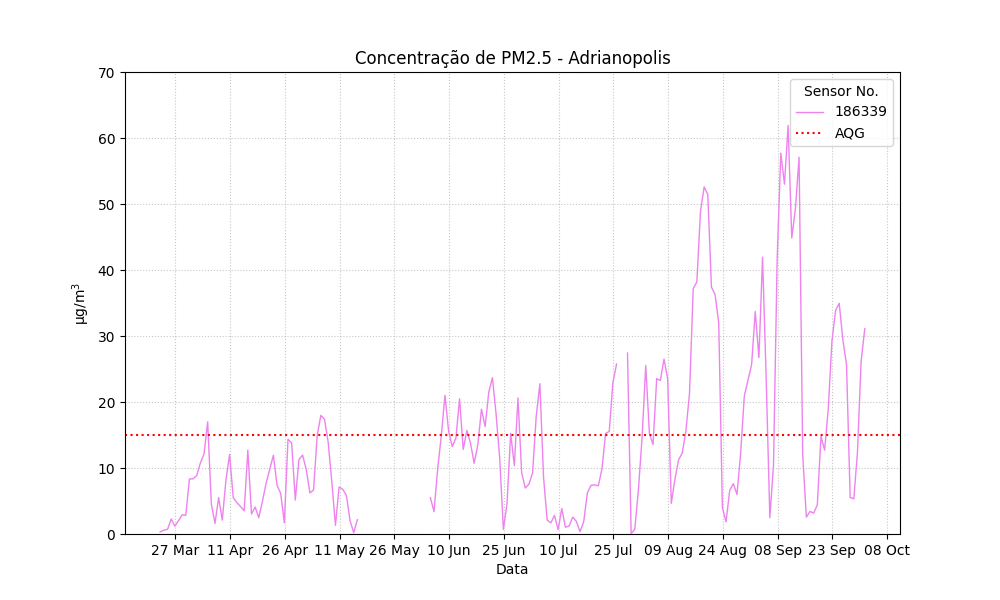 Concentração de PM2.5 - Adrianopolis
Sensor No.
186339
AQG
70
60
50
40
30
20
10
0
µg/m³
27 Mar 11 Apr 26 Apr 11 May 26 May 10 Jun 25 Jun 10 Jul 25 Jul 09 Aug 24 Aug 08 Sep 23 Sep 08 Oct
Data